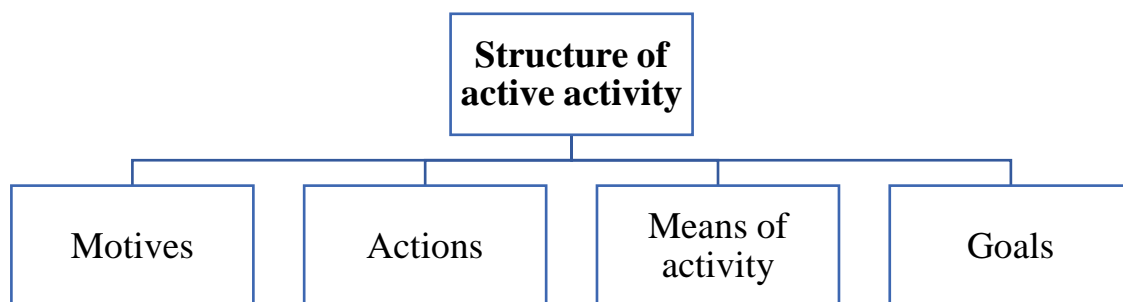 Structure of
active activity
Motives
Actions
Means of
activity
Goals